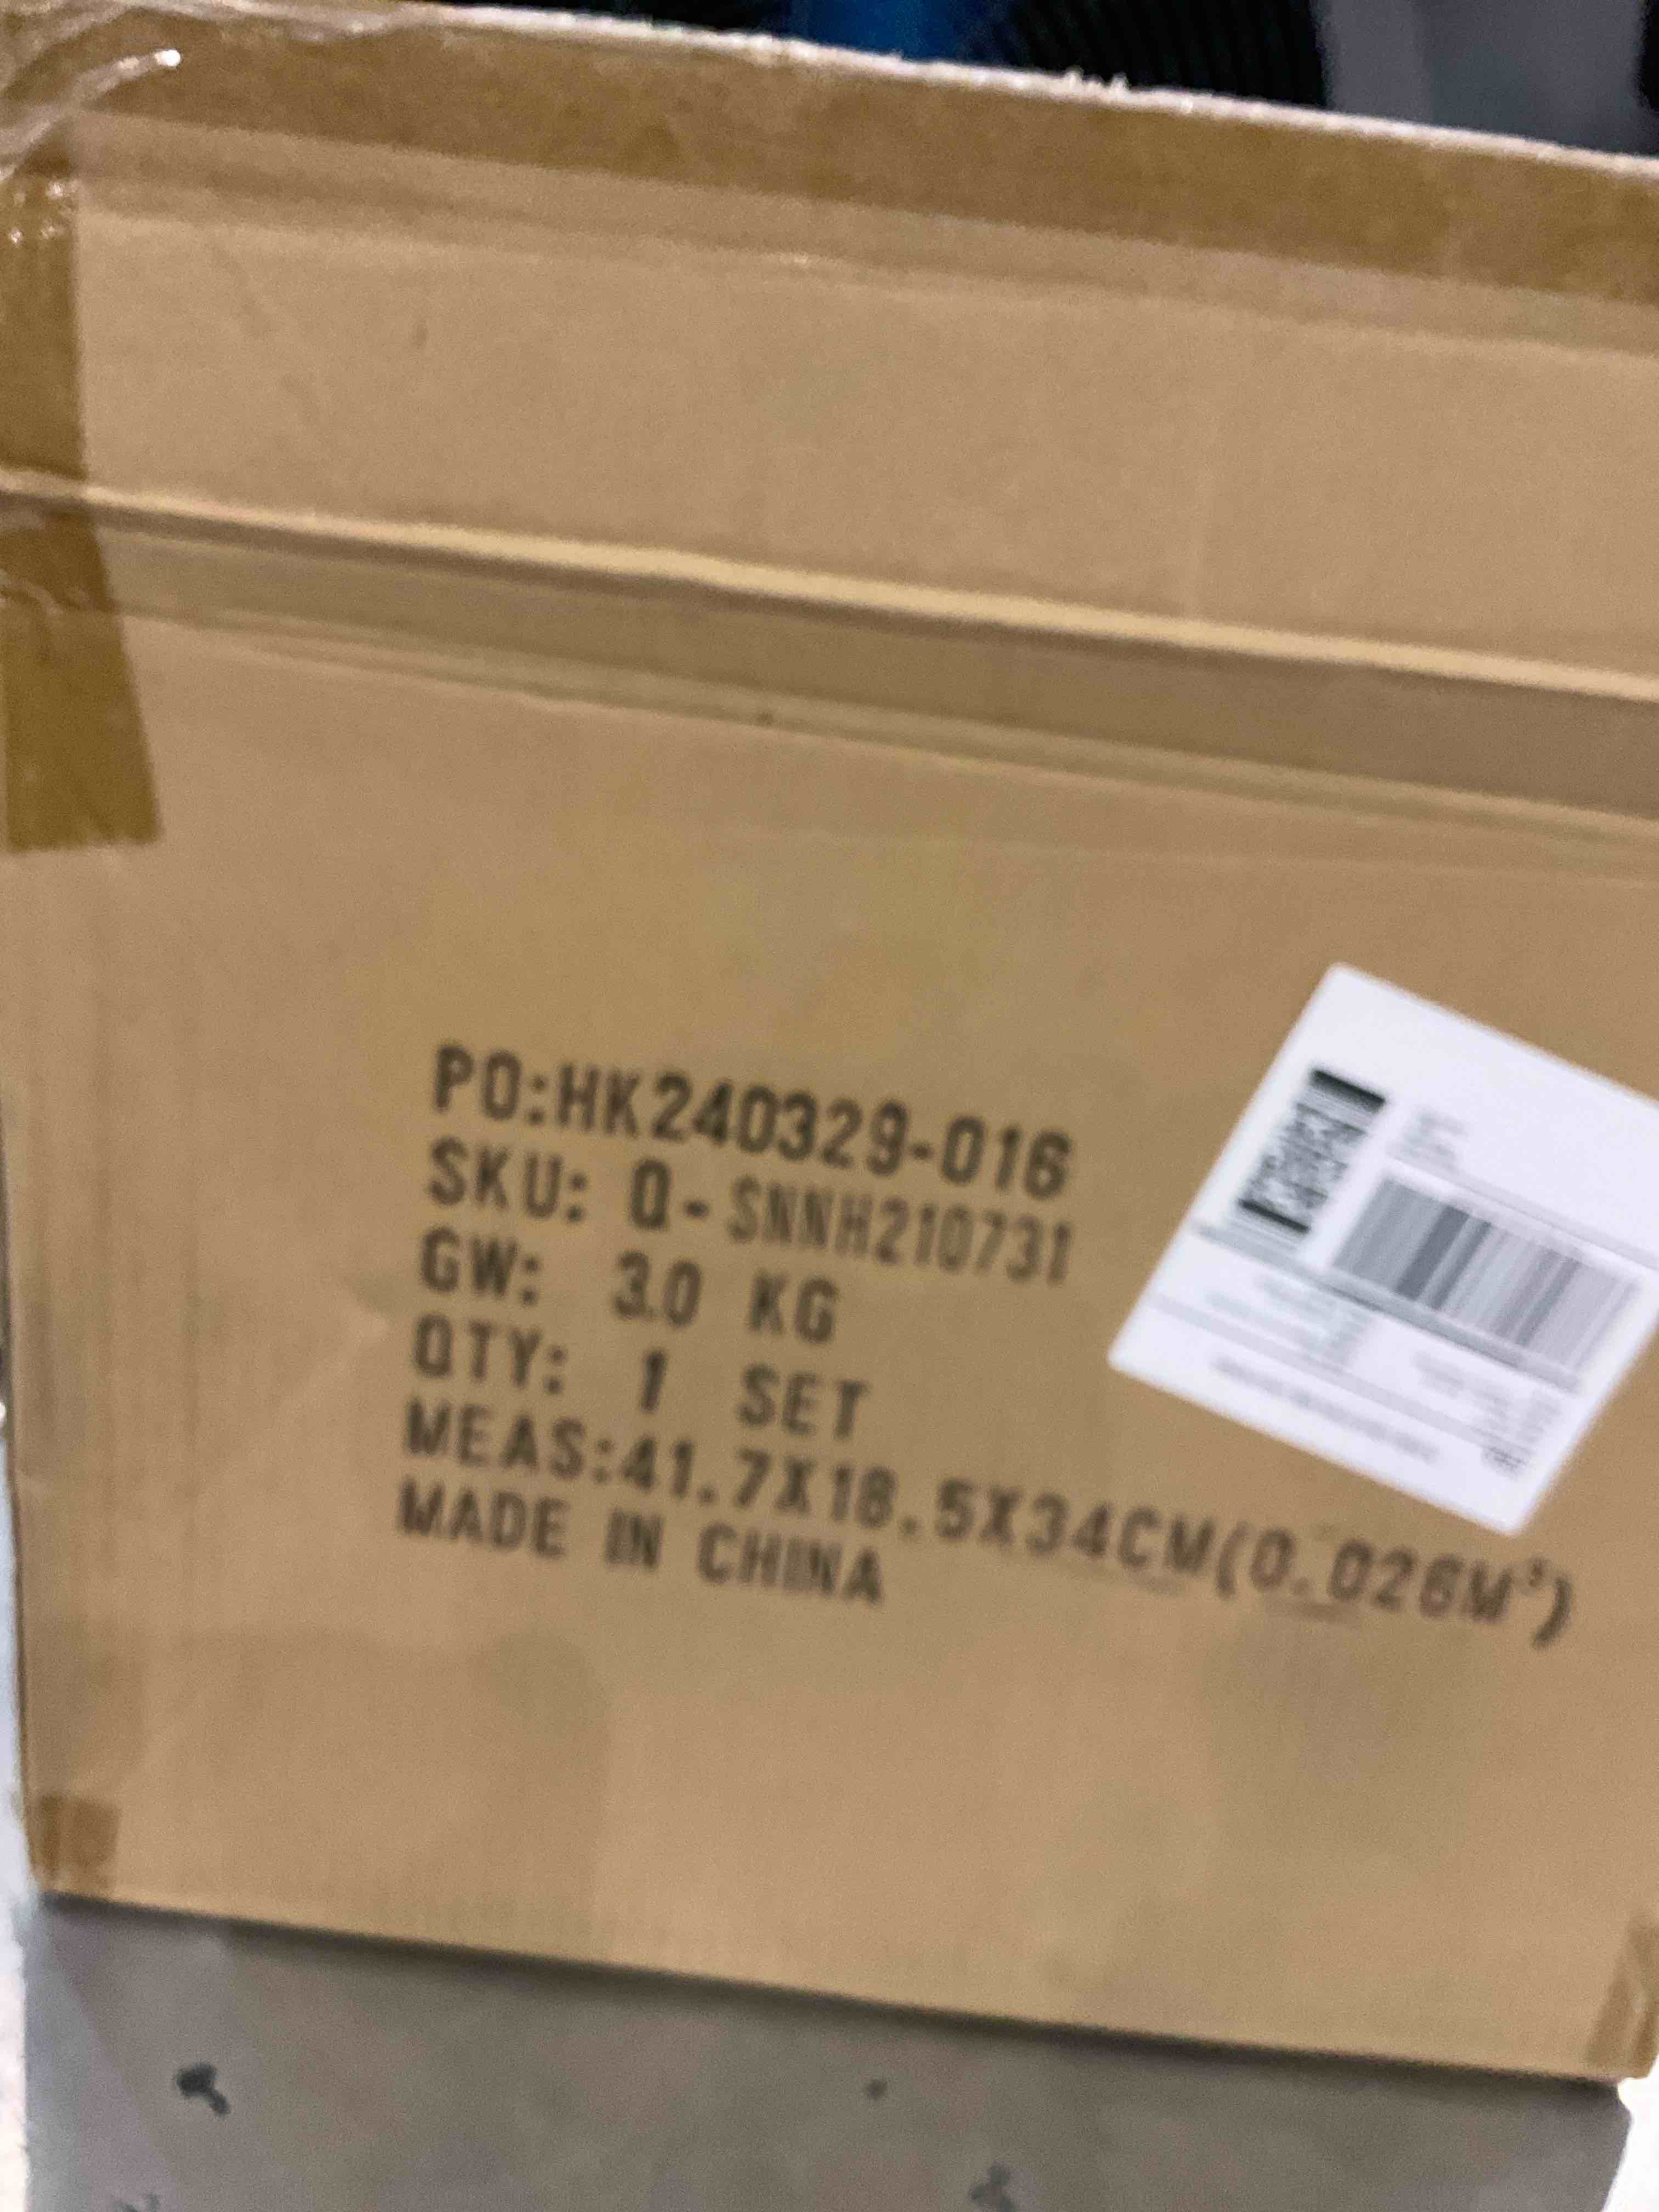 PO:HK240329-016
SKU: Q-SNNH210731
GW: 3.0 KG
QTY: 1 SET
MEAS:41.7X18.5X34CM(0.026M³)
MADE IN CHINA